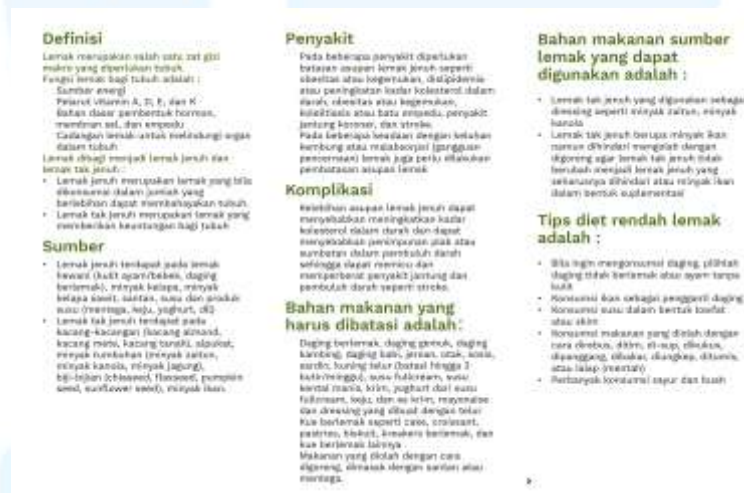 Definisi
Lemak merupakan salah satu zat gizi
makro yang diperlukan tubuh.
Fungsi lemak bagi tubuh adalah :
Sumber energi
Pelarut vitamin A, D, E, dan K
Bahan dasar pembentuk hormon,
membran sel, dan empedu
Cadangan lemak untuk melindungi organ
dalam tubuh
Lemak dibagi menjadi lemak jenuh dan
lemak tak jenuh :
• Lemak jenuh merupakan lemak yang bila
dikonsumsi dalam jumlah yang
berlebihan dapat membahayakan tubuh.
• Lemak tak jenuh merupakan lemak yang
memberikan keuntungan bagi tubuh
Sumber
• Lemak jenuh terdapat pada lemak
hewani (kulit ayam/bebek, daging
berlemak), minyak kelapa, minyak
kelapa sawit, santan, susu dan produk
susu (mentega, keju, yoghurt, dll)
• Lemak tak jenuh terdapat pada
kacang-kacangan (kacang almond,
kacang mete, kacang tanah), alpukat,
minyak tumbuhan (minyak zaitun,
minyak kanola, minyak jagung),
biji-bijian (chiaseed, flaxseed, pumpkin
seed, sunflower seed), minyak ikan.
Penyakit
Pada beberapa penyakit diperlukan
batasan asupan lemak jenuh seperti
obesitas atau kegemukan, dislipidemia
atau peningkatan kadar kolesterol dalam
darah, obesitas atau kegemukan,
kolelitiasis atau batu empedu, penyakit
jantung koroner, dan stroke.
Pada beberapa keadaan dengan keluhan
kembung atau malabsorpsi (gangguan
pencernaan) lemak juga perlu dilakukan
pembatasan asupan lemak
Komplikasi
Kelebihan asupan lemak jenuh dapat
menyebabkan meningkatkan kadar
kolesterol dalam darah dan dapat
menyebabkan penimpunan plak atau
sumbatan dalam pembuluh darah
sehingga dapat memicu dan
memperberat penyakit jantung dan
pembuluh darah seperti stroke.
Bahan makanan yang
harus dibatasi adalah:
Daging berlemak, daging gemuk, daging
kambing, daging babi, jeroan, otak, sosis,
sardin, kuning telur (batasi hingga 3
butir/minggu), susu fullcream, susu
kental manis, krim, yoghurt dari susu
fullcream, keju, dan es krim, mayonaise
dan dressing yang dibuat dengan telur
Kue berlemak seperti cake, croissant,
pastries, biskuit, kreakers berlemak, dan
kue berlemak lainnya
Makanan yang diolah dengan cara
digoreng, dimasak dengan santan atau
mentega.
Bahan makanan sumber
lemak yang dapat
digunakan adalah :
• Lemak tak jenuh yang digunakan sebagai
dressing seperti minyak zaitun, minyak
kanola
• Lemak tak jenuh berupa minyak ikan
namun dihindari mengolah dengan
digoreng agar lemak tak jenuh tidak
berubah menjadi lemak jenuh yang
seharusnya dihindari atau minyak ikan
dalam bentuk suplementasi
Tips diet rendah lemak
adalah :
• Bila ingin mengonsumsi daging, pilihlah
daging tidak berlemak atau ayam tanpa
kulit
• Konsumsi ikan sebagai pengganti daging
• Konsumsi susu dalam bentuk lowfat
atau skim
• Konsumsi makanan yang diolah dengan
cara direbus, ditim, di-sup, dikukus,
dipanggang, dibakar, diungkep, ditumis,
atau lalap (mentah)
• Perbanyak konsumsi sayur dan buah